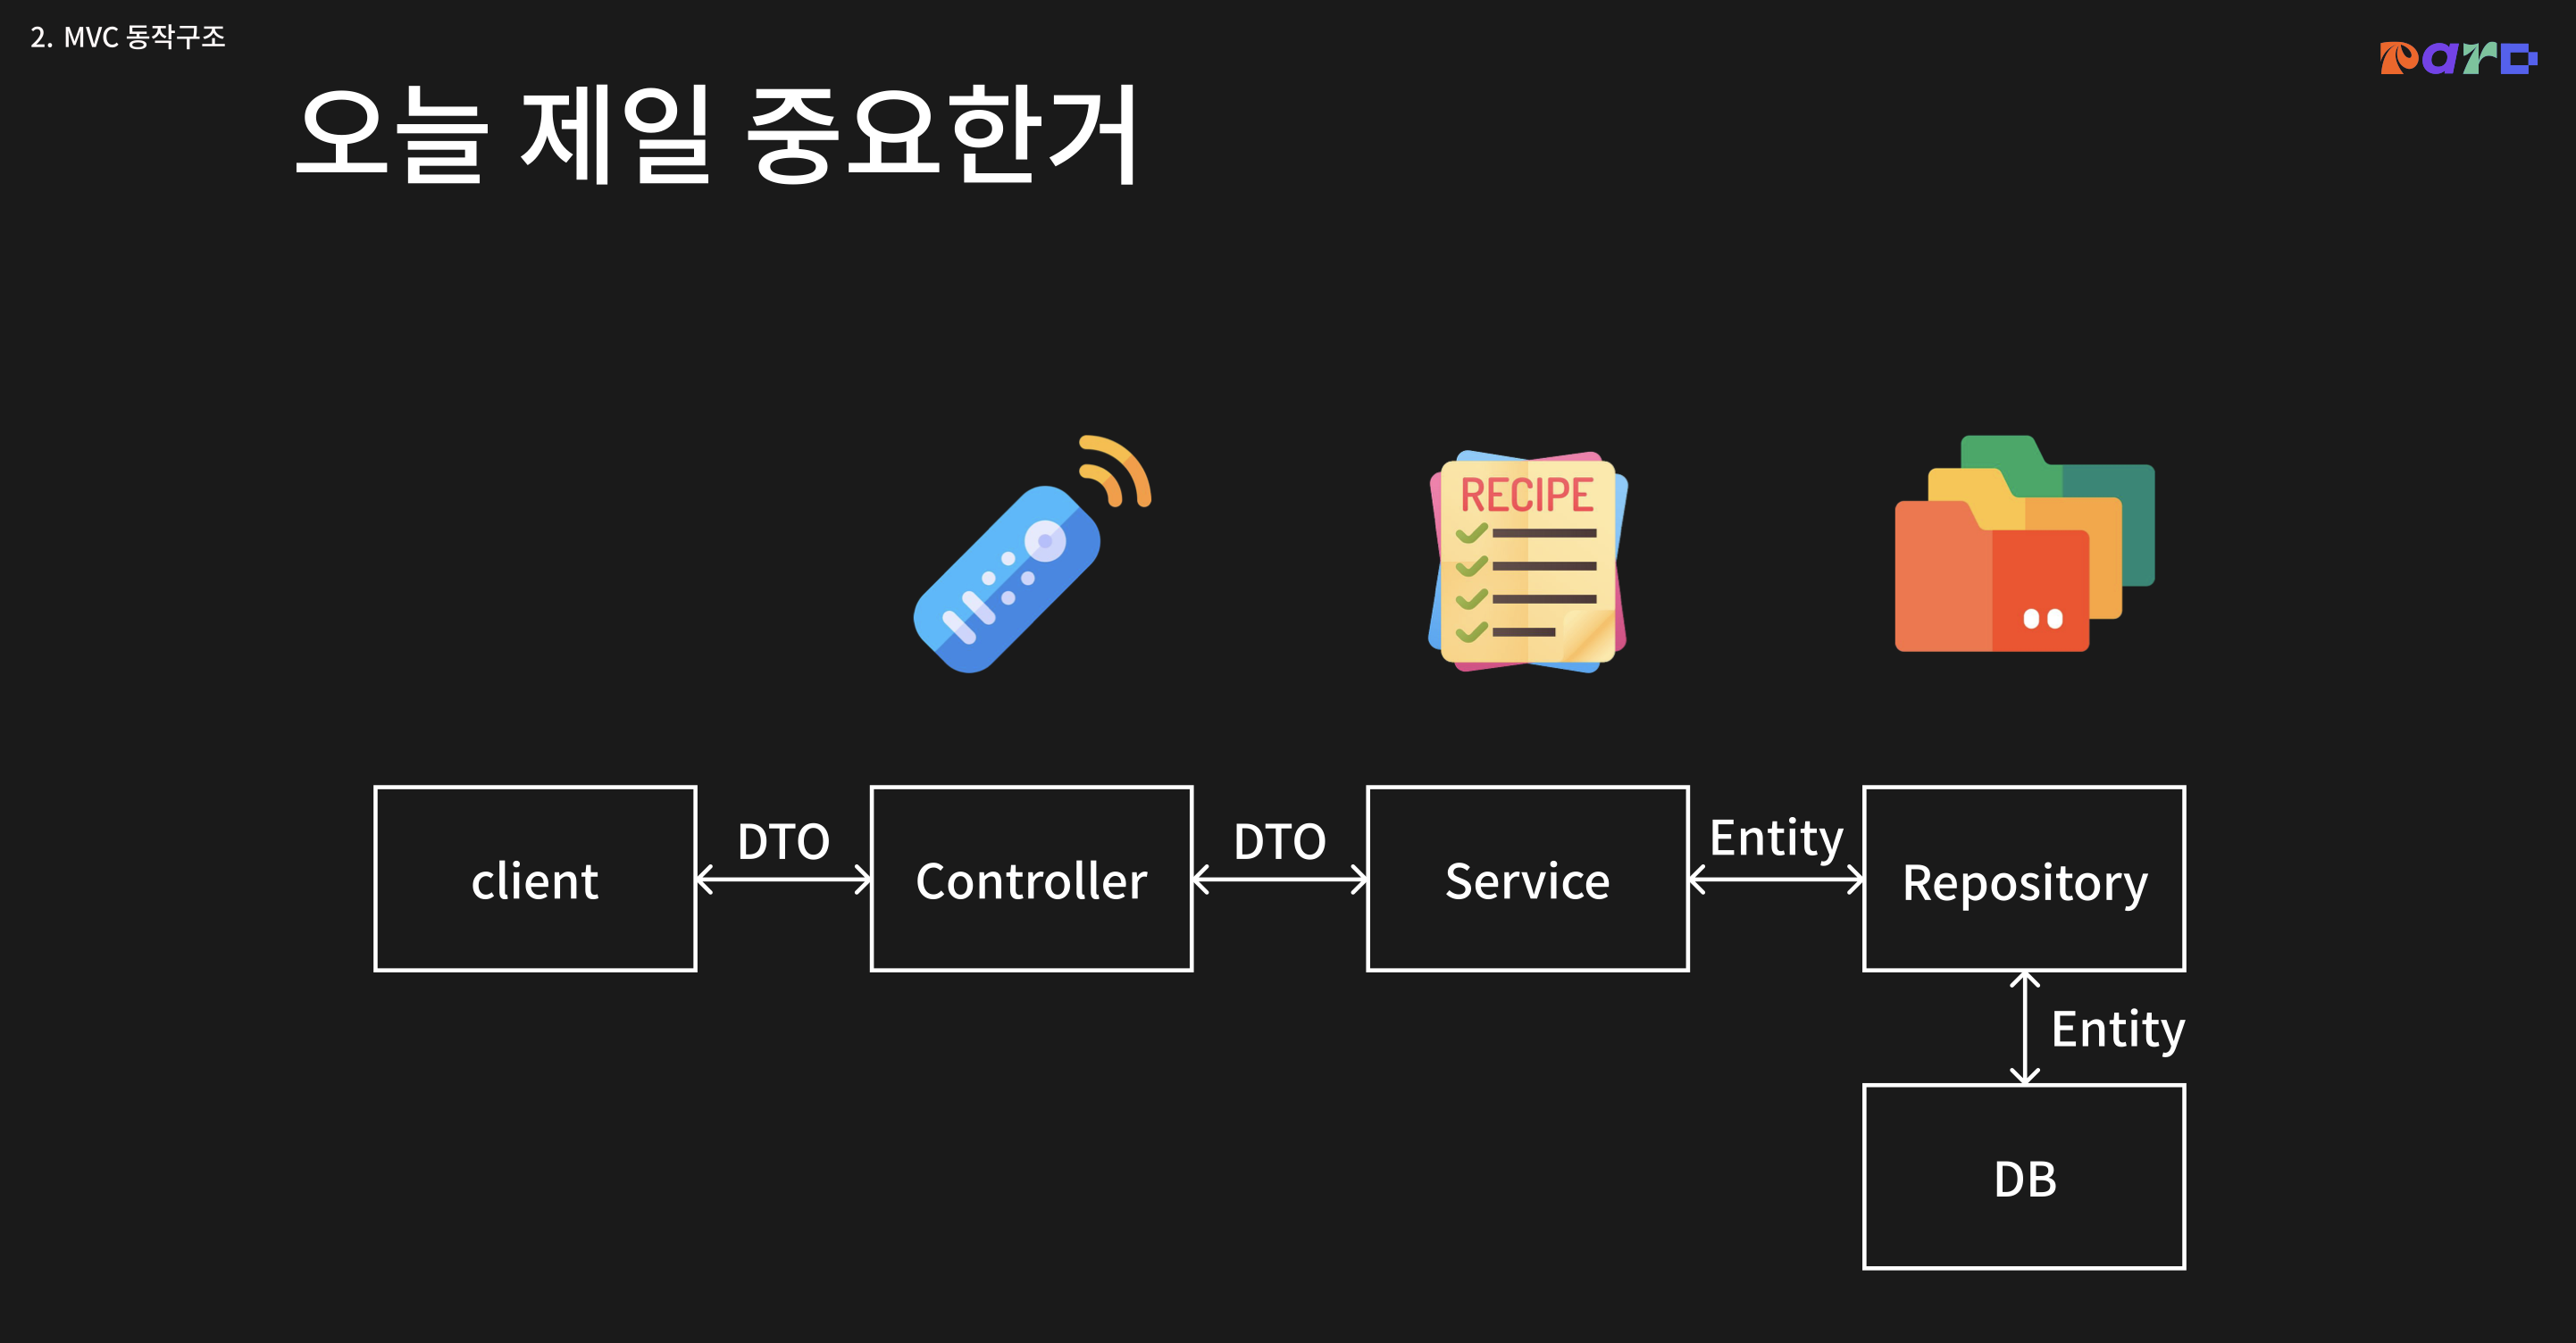 2. MVC 동작구조
pard
오늘 제일 중요한거
RECIPE
client
DTO
Controller
DTO
Service
Entity
Repository
Entity
DB